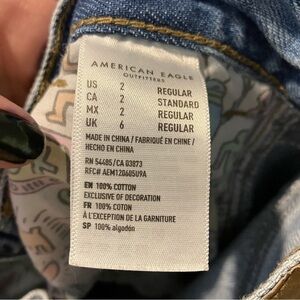 AMERICAN EAGLE
OUTFITTERS
US 2 REGULAR
CA 2 STANDARD
MX 2 REGULAR
UK 6 REGULAR
MADE IN CHINA / FABRIQUÉ EN CHINE /
HECHO EN CHINA
RN 54485/CA 03873
RFC# AEM120605U9A
EN 100% COTTON
EXCLUSIVE OF DECORATION
FR 100% COTON
À L'EXCEPTION DE LA GARNITURE
SP 100% algodón